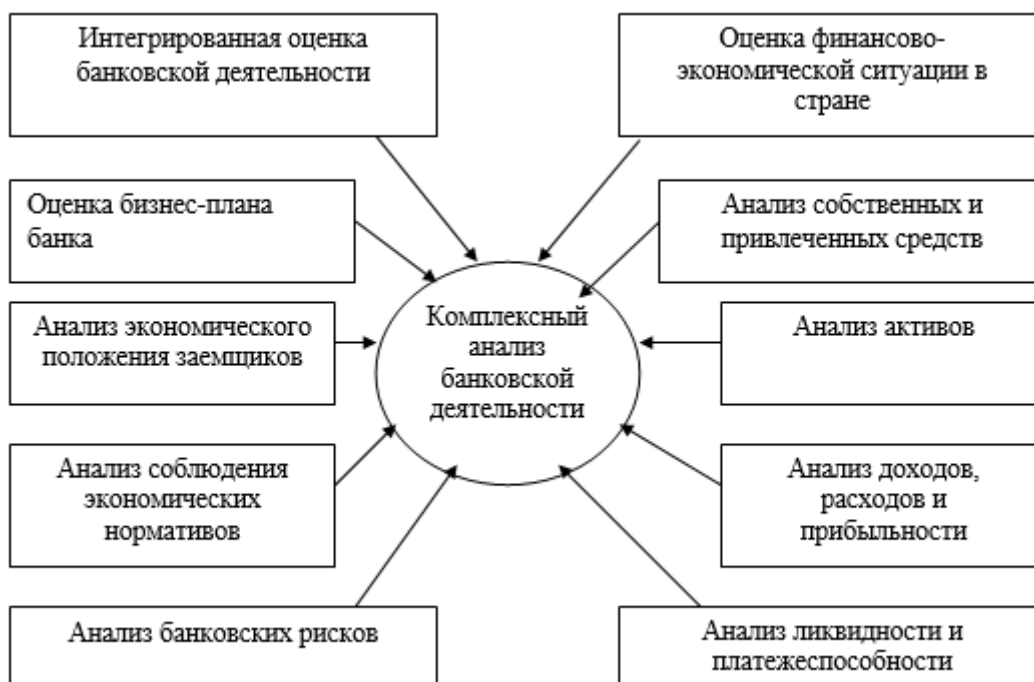 Интегрированная оценка
банковской деятельности
Оценка финансово-
экономической ситуации в
стране
Оценка бизнес-плана
банка
Анализ собственных и
привлеченных средств
Комплексный
анализ
банковской
деятельности
Анализ экономического
положения заемщиков
Анализ активов
Анализ соблюдения
экономических
нормативов
Анализ доходов,
расходов и
прибыльности
Анализ банковских рисков
Анализ ликвидности и
платежеспособности